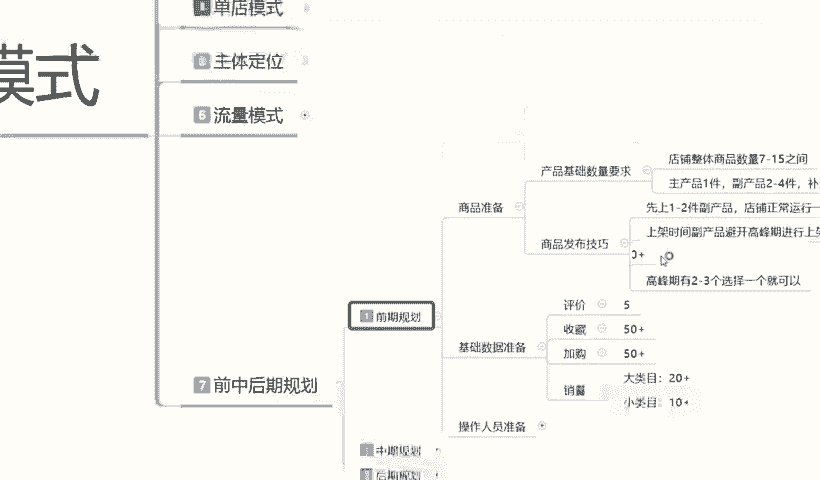 模式
单店模式
主体定位
6 流量模式
7 前中后期规划
1 前期规划
商品准备
产品基础数量要求
店铺整体商品数量7-15之间
主产品1件，副产品2-4件，补
商品发布技巧
先上1-2件副产品，店铺正常运行一
上架时间副产品避开高峰期进行上架
0+
高峰期有2-3个选择一个就可以
基础数据准备
评价 5
收藏 50+
加购 50+
销量
大类目：20+
小类目：10+
操作人员准备
中期规划
后期规划